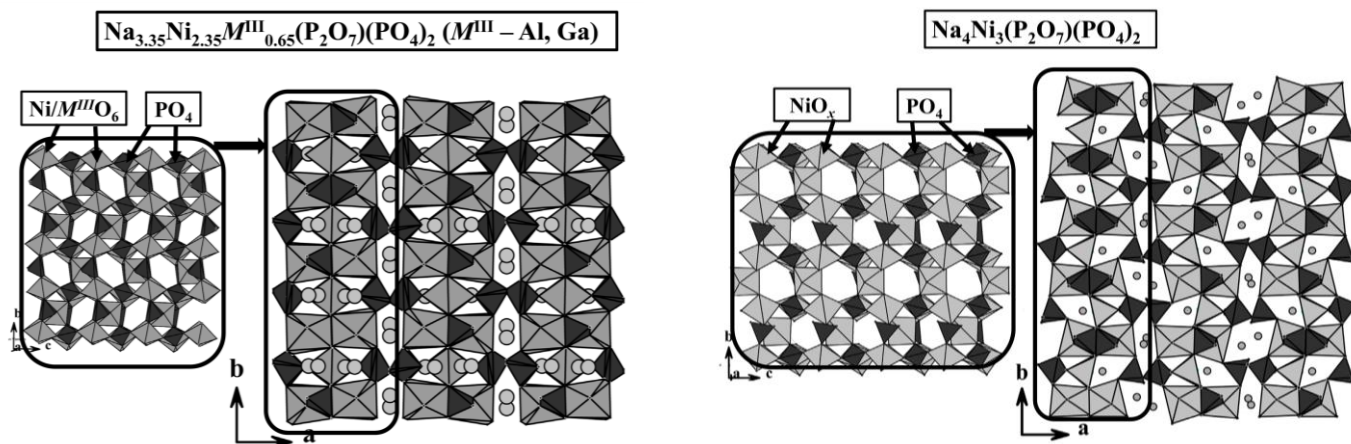 Na₃.₃₅Ni₂.₃₅Mᴵᴵᴵ₀.₆₅(P₂O₇)(PO₄)₂ (Mᴵᴵᴵ – Al, Ga)
Ni/MᴵᴵᴵO₆
PO₄
b
a
c
b
a
Na₄Ni₃(P₂O₇)(PO₄)₂
NiOₓ
PO₄
b
a
c
b
a